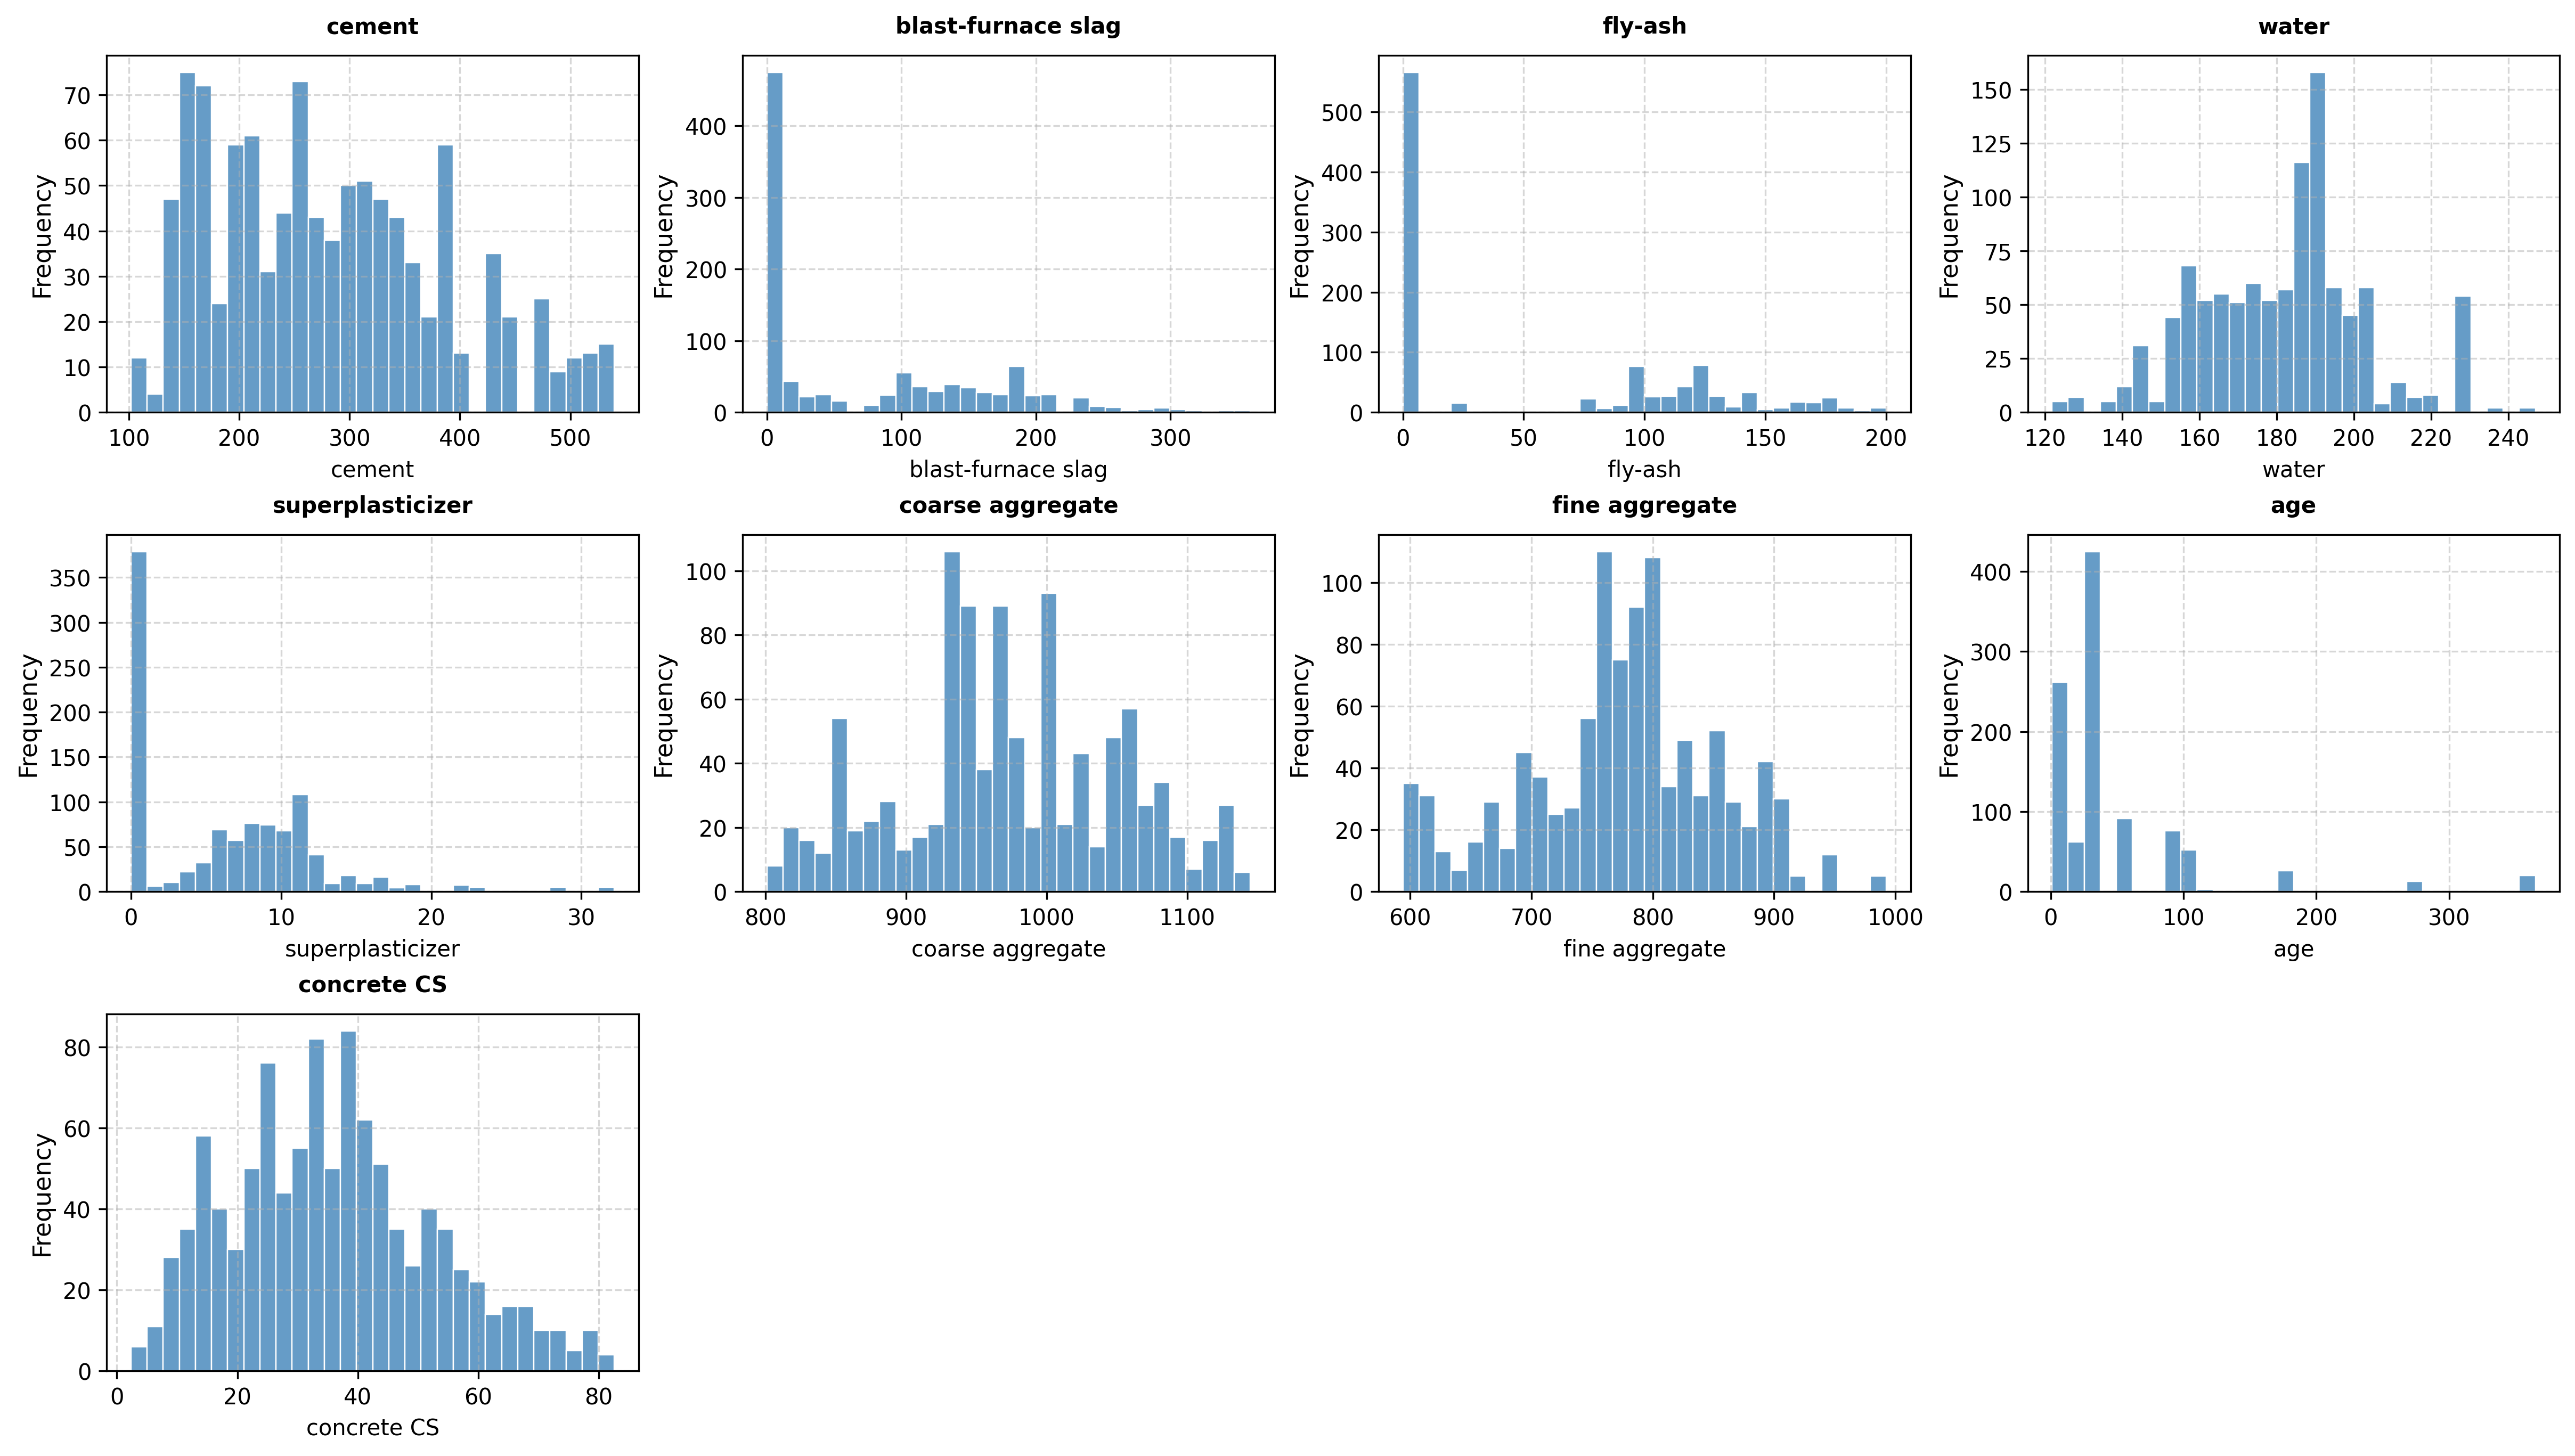 cement
blast-furnace slag
fly-ash
water
Frequency
70
60
50
40
30
20
10
0
100 200 300 400 500
cement
Frequency
400
300
200
100
0
0 100 200 300
blast-furnace slag
Frequency
500
400
300
200
100
0
0 50 100 150 200
fly-ash
Frequency
150
125
100
75
50
25
0
120 140 160 180 200 220 240
water
superplasticizer
coarse aggregate
fine aggregate
age
Frequency
350
300
250
200
150
100
50
0
0 10 20 30
superplasticizer
Frequency
100
80
60
40
20
0
800 900 1000 1100
coarse aggregate
Frequency
100
80
60
40
20
0
600 700 800 900 1000
fine aggregate
Frequency
400
300
200
100
0
0 100 200 300
age
concrete CS
Frequency
80
60
40
20
0
0 20 40 60 80
concrete CS